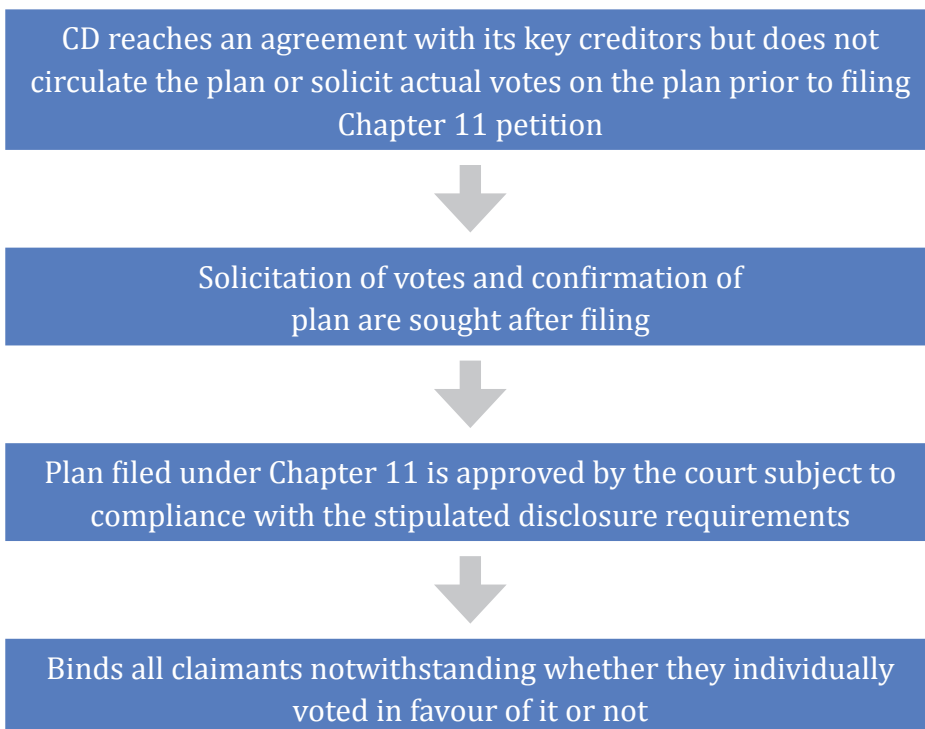 CD reaches an agreement with its key creditors but does not
circulate the plan or solicit actual votes on the plan prior to filing
Chapter 11 petition
Solicitation of votes and confirmation of
plan are sought after filing
Plan filed under Chapter 11 is approved by the court subject to
compliance with the stipulated disclosure requirements
Binds all claimants notwithstanding whether they individually
voted in favour of it or not